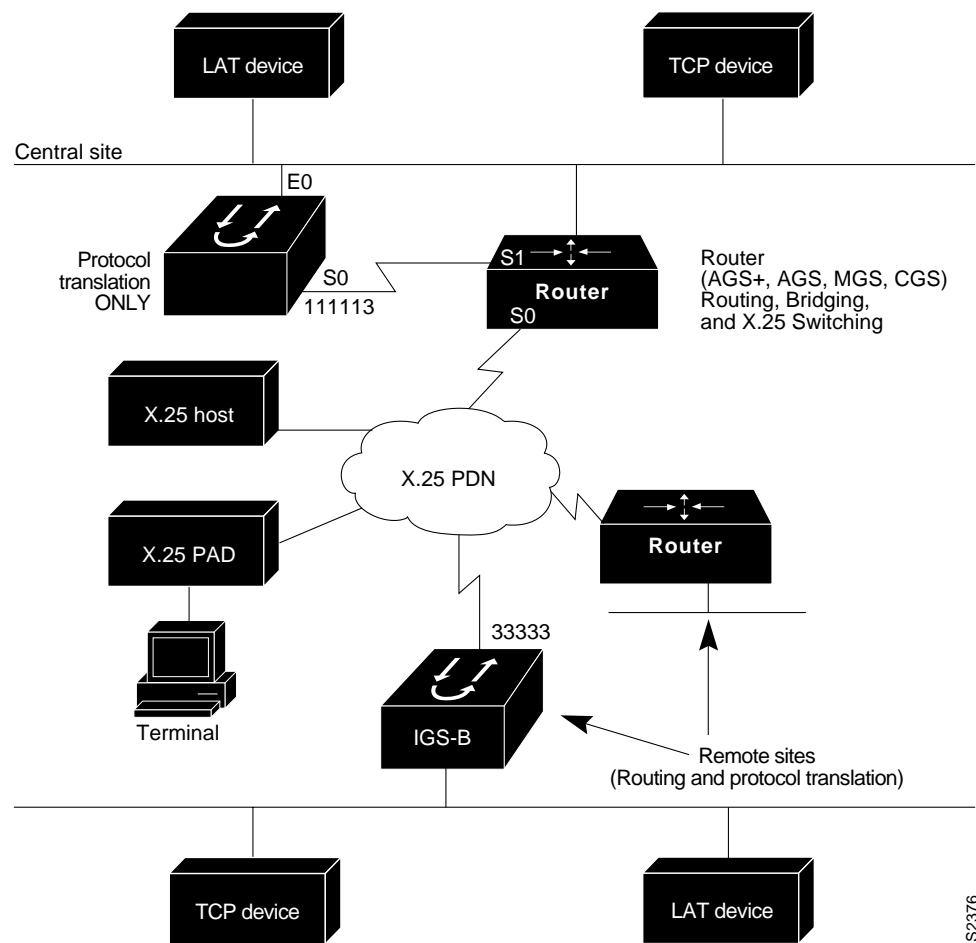 LAT device
TCP device
Central site
E0
Protocol
translation
ONLY
S0
111113
S1
Router
S0
Router
(AGS+, AGS, MGS, CGS)
Routing, Bridging,
and X.25 Switching
X.25 host
X.25 PDN
X.25 PAD
Router
33333
Terminal
IGS-B
Remote sites
(Routing and protocol translation)
TCP device
LAT device
S2376